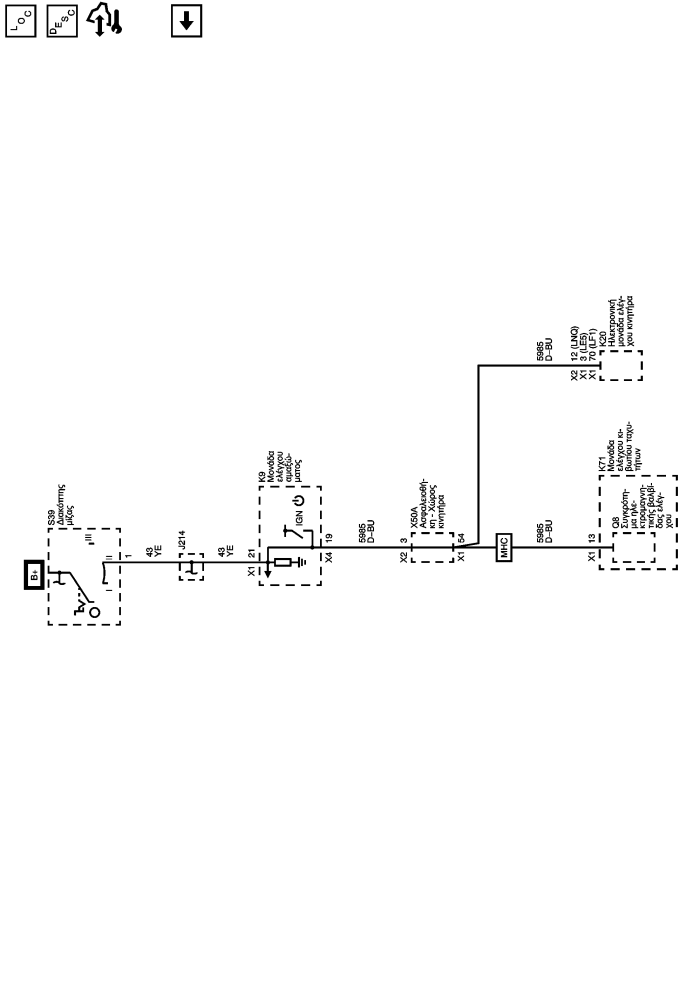 LOC
DESC
B+
S39
Διακόπτης
μίζας
I
II
III
1
43
YE
J214
43
YE
X1
21
K9
Μονάδα
ελέγχου
αμαξώ-
ματος
IGN
X4
19
5985
D–BU
X2
3
X50A
Ασφαλειοθή-
κη - Χώρος
κινητήρα
X1
54
MHC
5985
D–BU
X1
13
K71
Μονάδα
ελέγχου κι-
βωτίου ταχυ-
τήτων
Q8
Συγκρότη-
μα ηλε-
κτρομαγνη-
τικής βαλβί-
δας ελέγ-
χου
5985
D–BU
X2
12 (LNQ)
X1
3 (LE5)
X1
70 (LF1)
K20
Ηλεκτρονική
μονάδα ελέγ-
χου κινητήρα